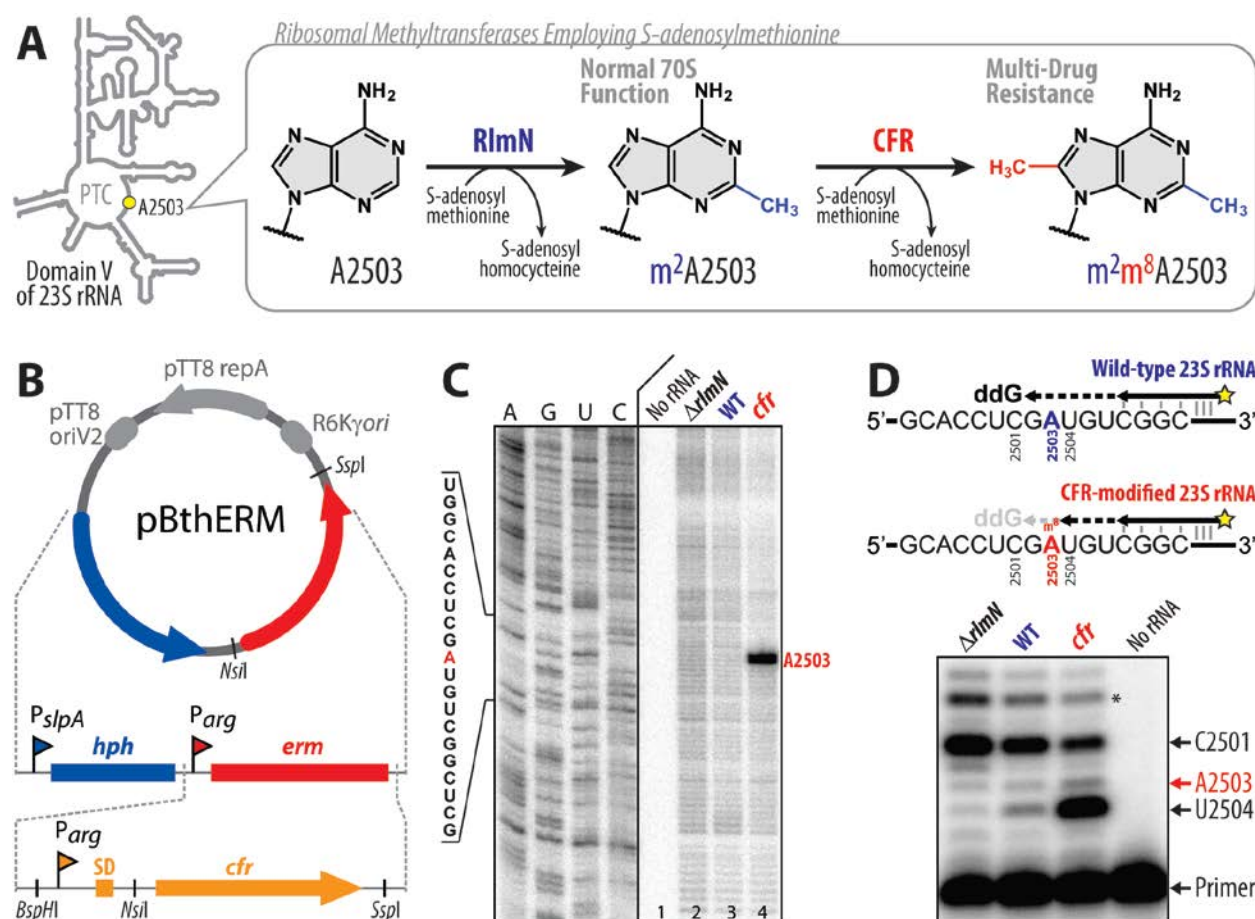 A
Ribosomal Methyltransferases Employing S-adenosylmethionine
PTC
A2503
Domain V
of 23S rRNA
NH2
N
N
N
N
A2503
RlmN
S-adenosyl
methionine
S-adenosyl
homocycteine
Normal 70S
Function
NH2
N
N
N
N
CH3
m2A2503
CFR
S-adenosyl
methionine
S-adenosyl
homocycteine
Multi-Drug
Resistance
NH2
H3C
N
N
N
N
CH3
m2m8A2503
B
pTT8 repA
pTT8
oriV2
R6Kγori
SspI
pBthERM
NsiI
PslpA
hph
Parg
erm
Parg
SD
cfr
BspHI
NsiI
SspI
C
A G U C
No rRNA
ΔrlmN
WT
cfr
U
G
G
C
A
C
C
U
C
G
A
U
G
U
C
G
G
C
U
C
G
A2503
1 2 3 4
D
Wild-type 23S rRNA
ddG
5'-GCACCUCGAUGUCGGC 3'
2501
2503
2504
CFR-modified 23S rRNA
ddG
m8
5'-GCACCUCGAUGUCGGC 3'
2501
2503
2504
ΔrlmN
WT
cfr
No rRNA
*
C2501
A2503
U2504
Primer